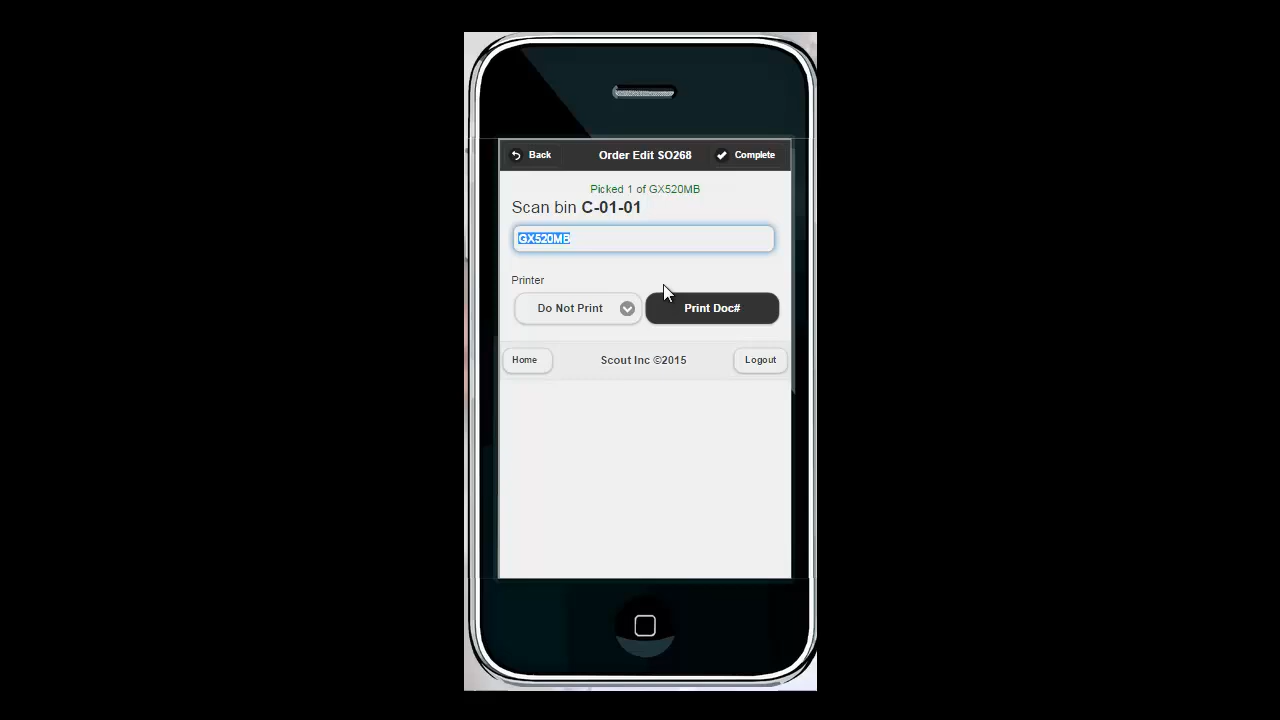 Back Order Edit SO268 Complete
Picked 1 of GX520MB
Scan bin C-01-01
GX520MB
Printer
Do Not Print Print Doc#
Home Scout Inc ©2015 Logout